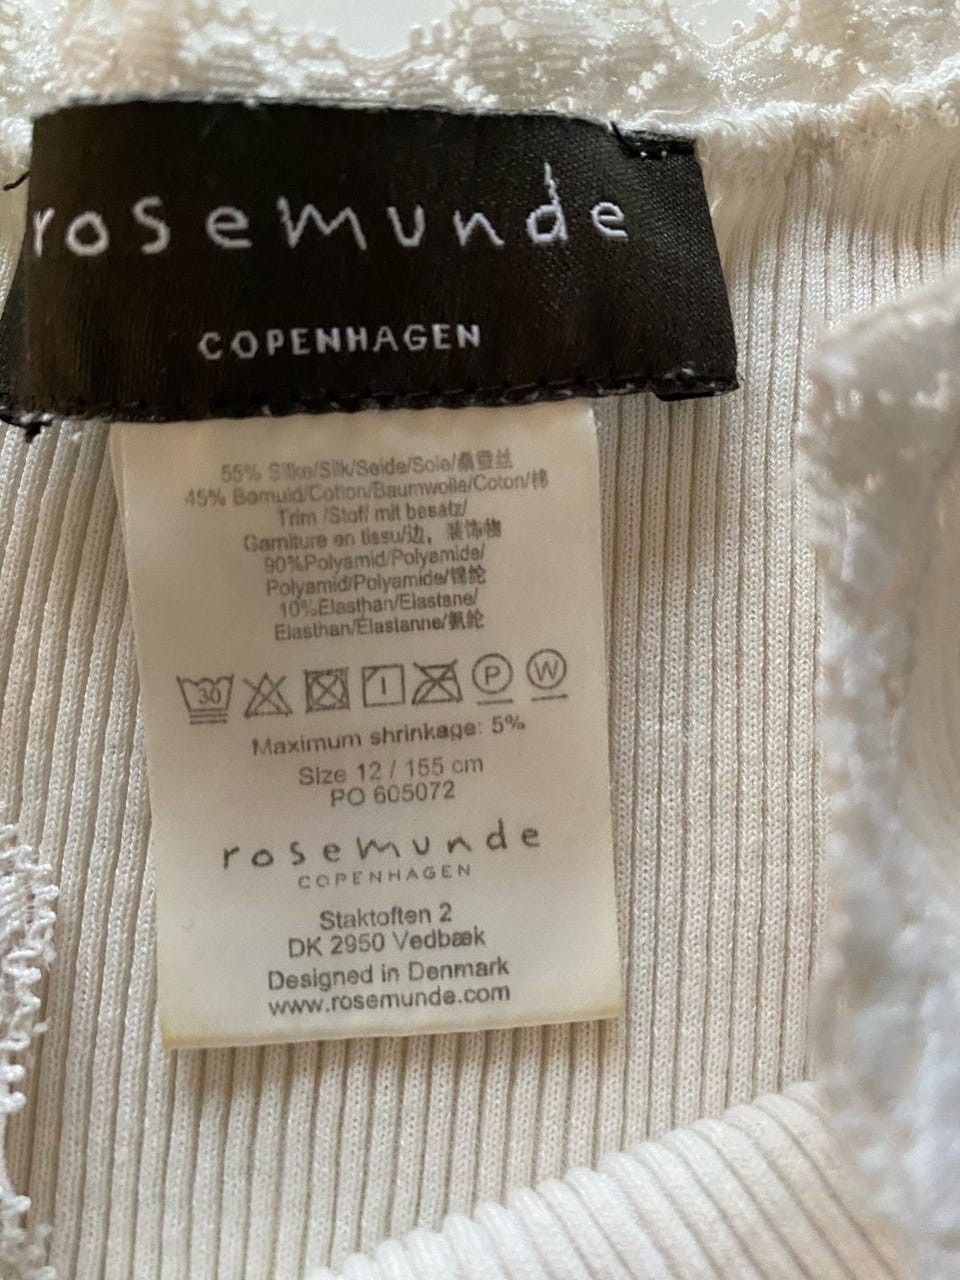 rosemunde
COPENHAGEN
55% Silke/Silk/Seide/Soie/桑蚕丝
45% Bomuld/Cotton/Baumwolle/Coton/棉
Trim /Stoff mit besatz/
Garniture en tissu/边，装饰物
90%Polyamid/Polyamide/
Polyamid/Polyamide/锦纶
10%Elasthan/Elastane/
Elasthan/Elastanne/氨纶
30 P W
Maximum shrinkage: 5%
Size 12 / 155 cm
PO 605072
rosemunde
COPENHAGEN
Staktoften 2
DK 2950 Vedbæk
Designed in Denmark
www.rosemunde.com